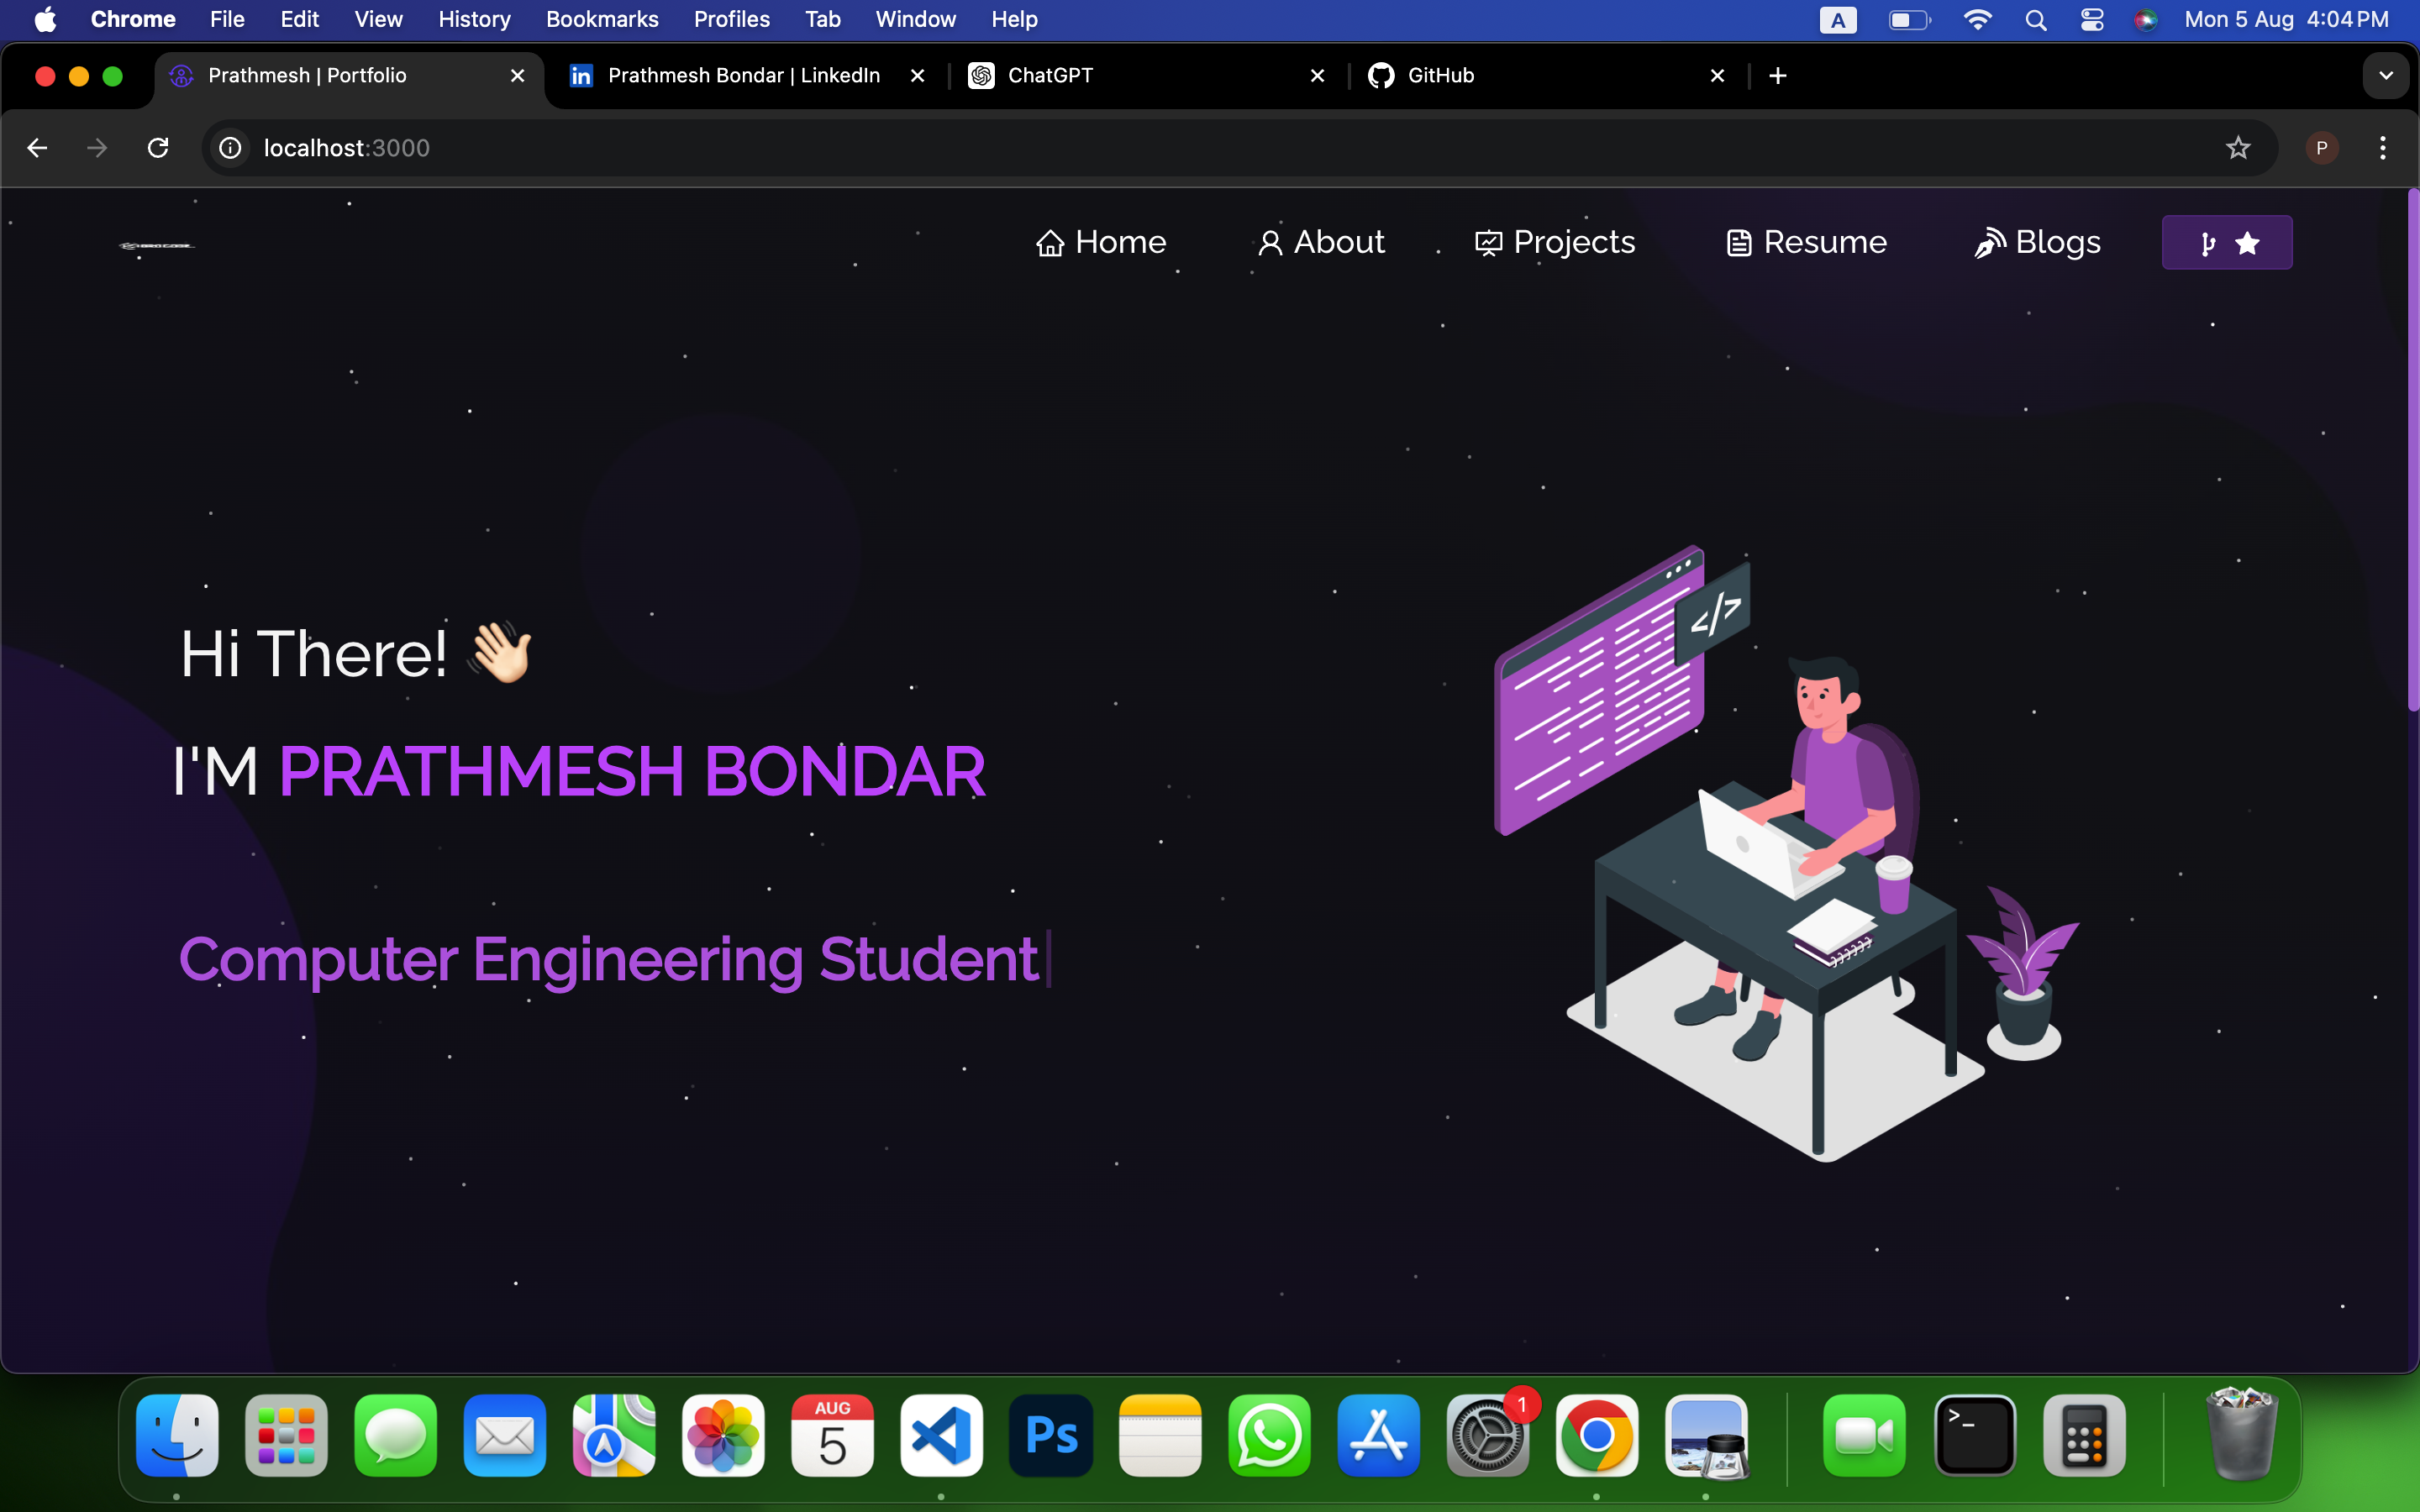 Chrome File Edit View History Bookmarks Profiles Tab Window Help A Mon 5 Aug 4:04 PM
Prathmesh | Portfolio Prathmesh Bondar | LinkedIn ChatGPT GitHub
localhost:3000 P
Home About Projects Resume Blogs
</>
Hi There! 👋🏻
I'M PRATHMESH BONDAR
Computer Engineering Student
AUG 1
5 Ps >_